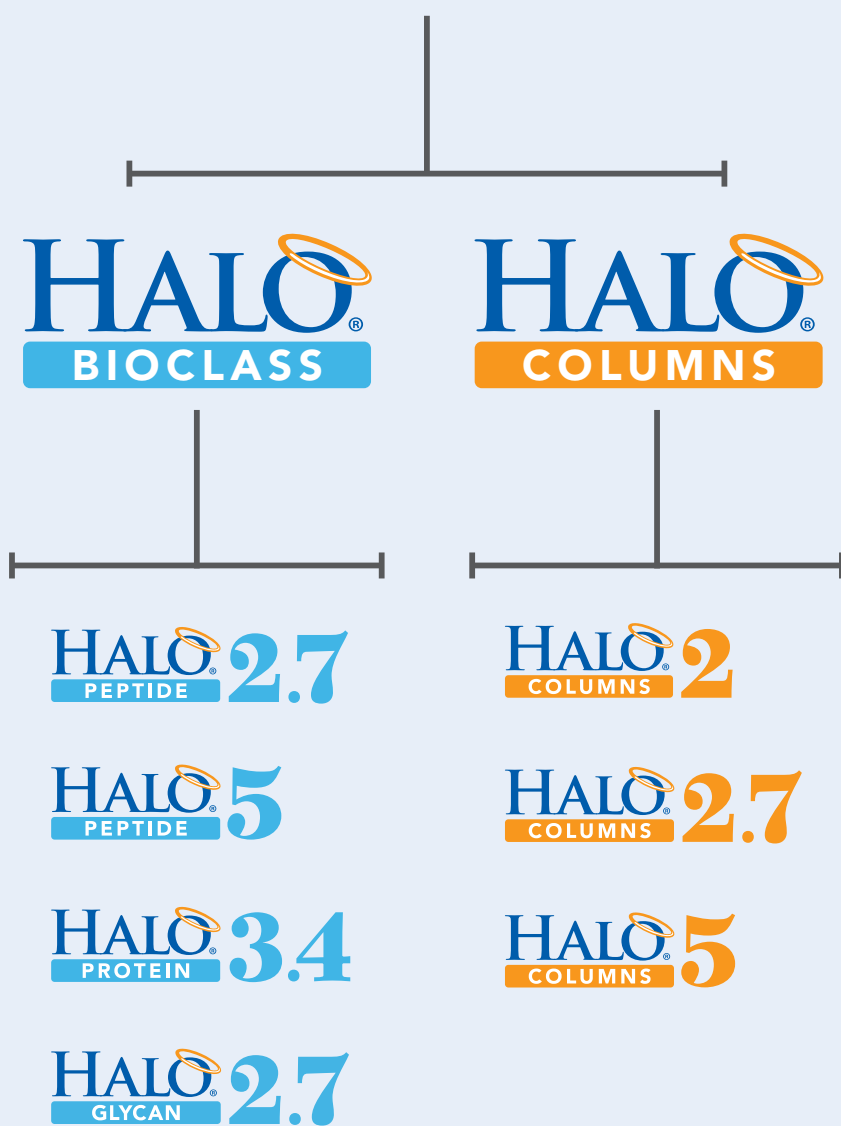 HALO®
BIOCLASS
HALO®
COLUMNS
HALO® 2.7
PEPTIDE
HALO® 5
PEPTIDE
HALO® 3.4
PROTEIN
HALO® 2.7
GLYCAN
HALO® 2
COLUMNS
HALO® 2.7
COLUMNS
HALO® 5
COLUMNS